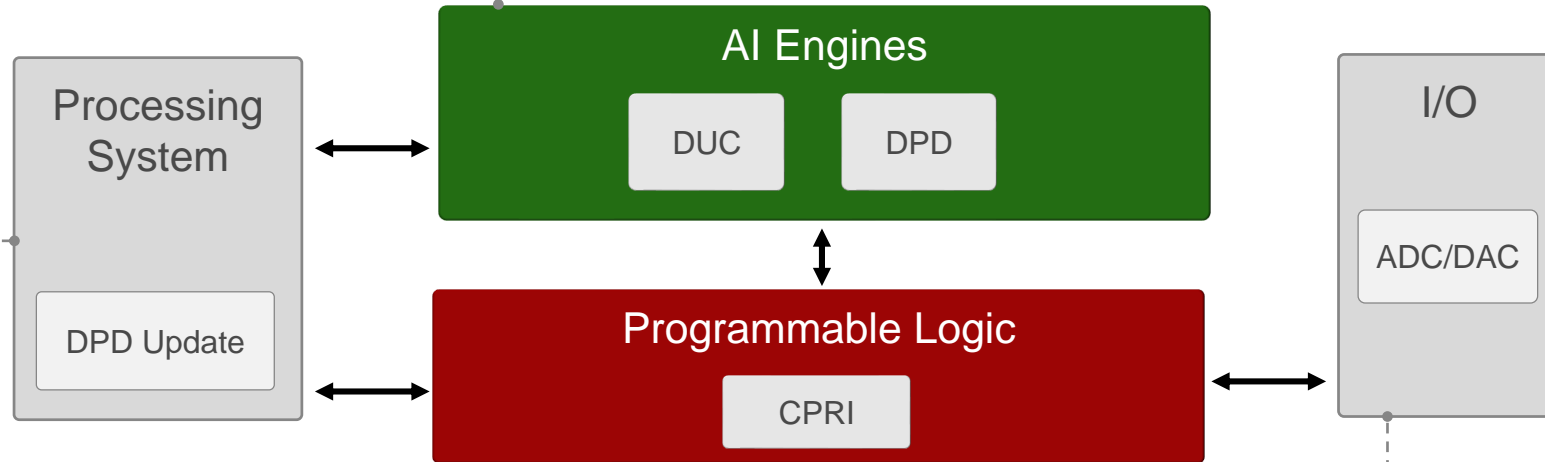 Processing
System
DPD Update
AI Engines
DUC
DPD
Programmable Logic
CPRI
I/O
ADC/DAC